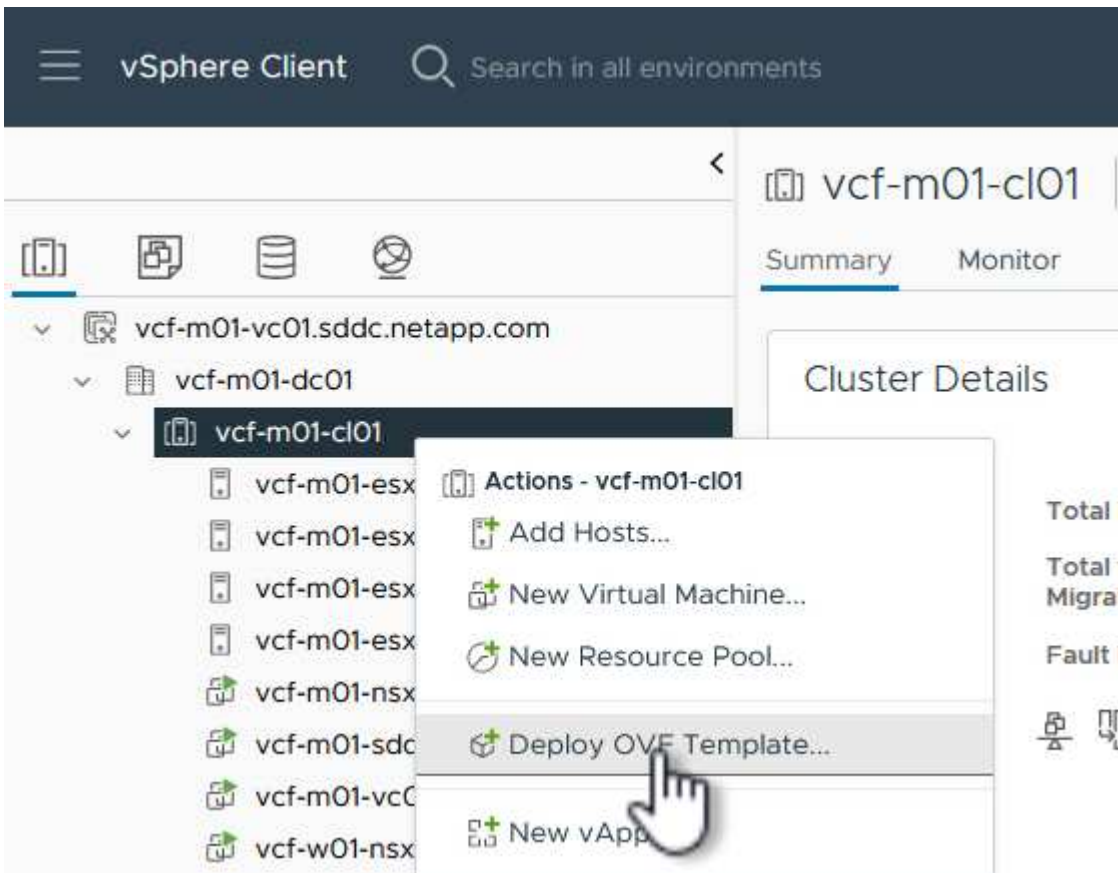 vSphere Client
Search in all environments
vcf-m01-cl01
Summary
Monitor
vcf-m01-vc01.sddc.netapp.com
vcf-m01-dc01
Cluster Details
vcf-m01-cl01
vcf-m01-esx
Actions - vcf-m01-cl01
Total
vcf-m01-esx
Add Hosts...
Total
Migra
vcf-m01-esx
New Virtual Machine...
vcf-m01-esx
New Resource Pool...
Fault
vcf-m01-nsx
vcf-m01-sdc
Deploy OVF Template...
vcf-m01-vc0
vcf-w01-nsx
New vApp